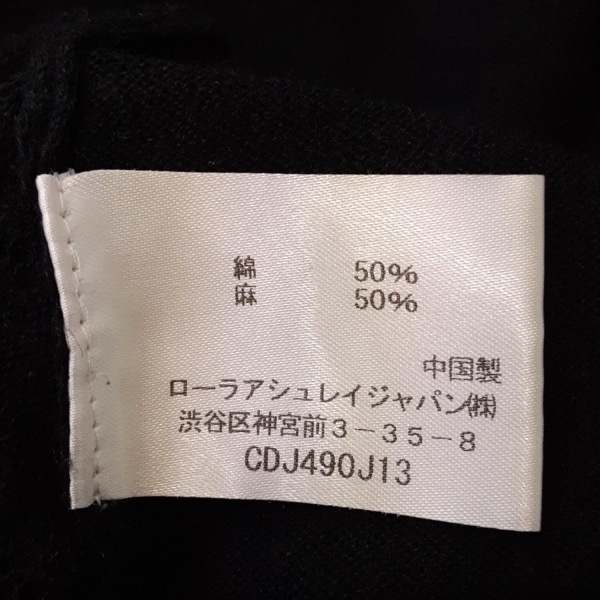 綿 50%
麻 50%
中国製
ローラアシュレイジャパン㈱
渋谷区神宮前3-35-8
CDJ490J13